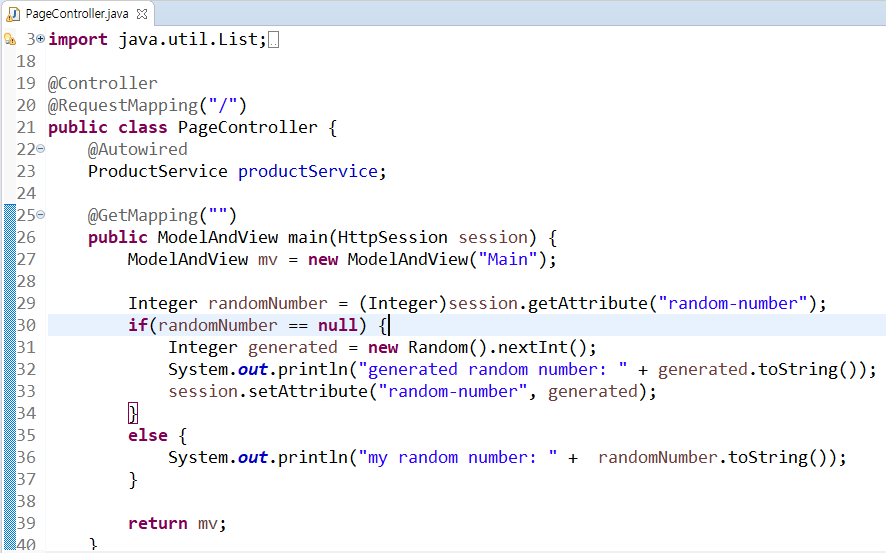 PageController.java
3 import java.util.List;
18
19 @Controller
20 @RequestMapping("/")
21 public class PageController {
22 @Autowired
23 ProductService productService;
24
25 @GetMapping("")
26 public ModelAndView main(HttpSession session) {
27 ModelAndView mv = new ModelAndView("Main");
28
29 Integer randomNumber = (Integer)session.getAttribute("random-number");
30 if(randomNumber == null) {
31 Integer generated = new Random().nextInt();
32 System.out.println("generated random number: " + generated.toString());
33 session.setAttribute("random-number", generated);
34 }
35 else {
36 System.out.println("my random number: " +  randomNumber.toString());
37 }
38
39 return mv;
40 }